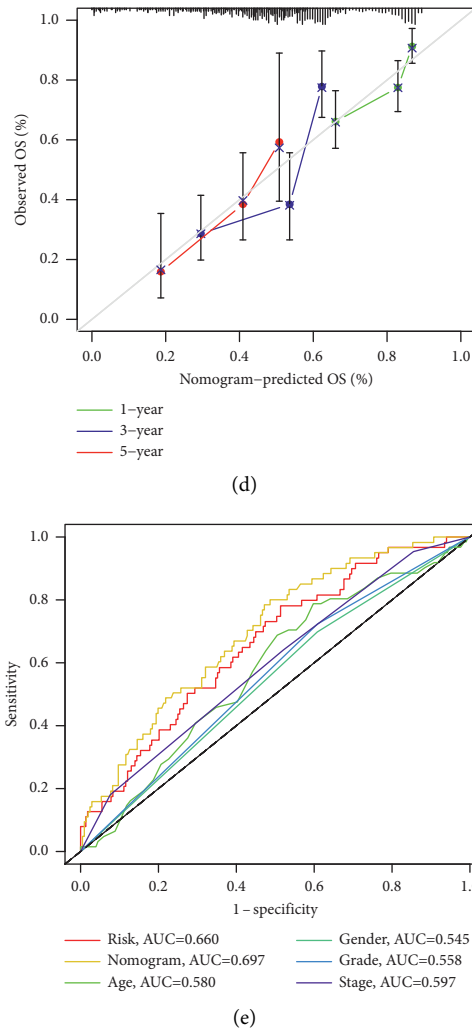 1.0
0.8
0.6
0.4
0.2
0.0
Observed OS (%)
0.0 0.2 0.4 0.6 0.8 1.0
Nomogram−predicted OS (%)
1−year
3−year
5−year
(d)
1.0
0.8
0.6
0.4
0.2
0.0
Sensitivity
0.0 0.2 0.4 0.6 0.8 1.0
1 − specificity
Risk, AUC=0.660
Nomogram, AUC=0.697
Age, AUC=0.580
Gender, AUC=0.545
Grade, AUC=0.558
Stage, AUC=0.597
(e)